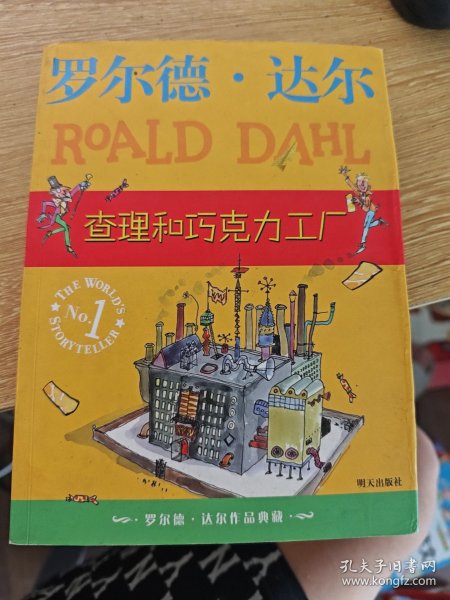 罗尔德·达尔
ROALD DAHL
查理和巧克力工厂
THE WORLD'S
No.1
STORYTELLER
明天出版社
·罗尔德·达尔作品典藏·
孔夫子旧书网
www.kongfz.com